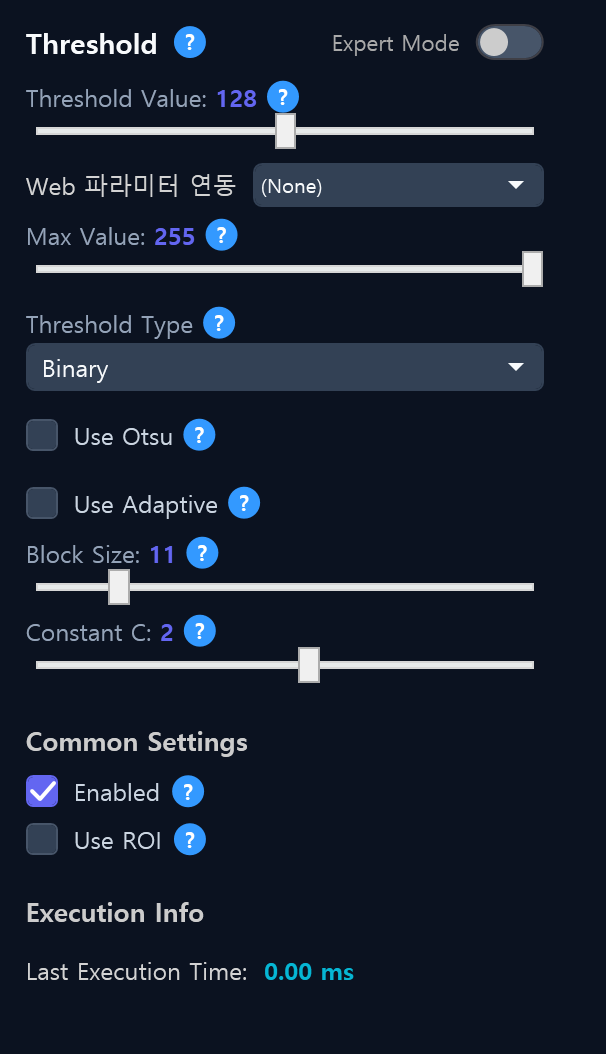 Threshold ? Expert Mode
Threshold Value: 128 ?
Web 파라미터 연동 (None)
Max Value: 255 ?
Threshold Type ?
Binary
Use Otsu ?
Use Adaptive ?
Block Size: 11 ?
Constant C: 2 ?
Common Settings
Enabled ?
Use ROI ?
Execution Info
Last Execution Time: 0.00 ms